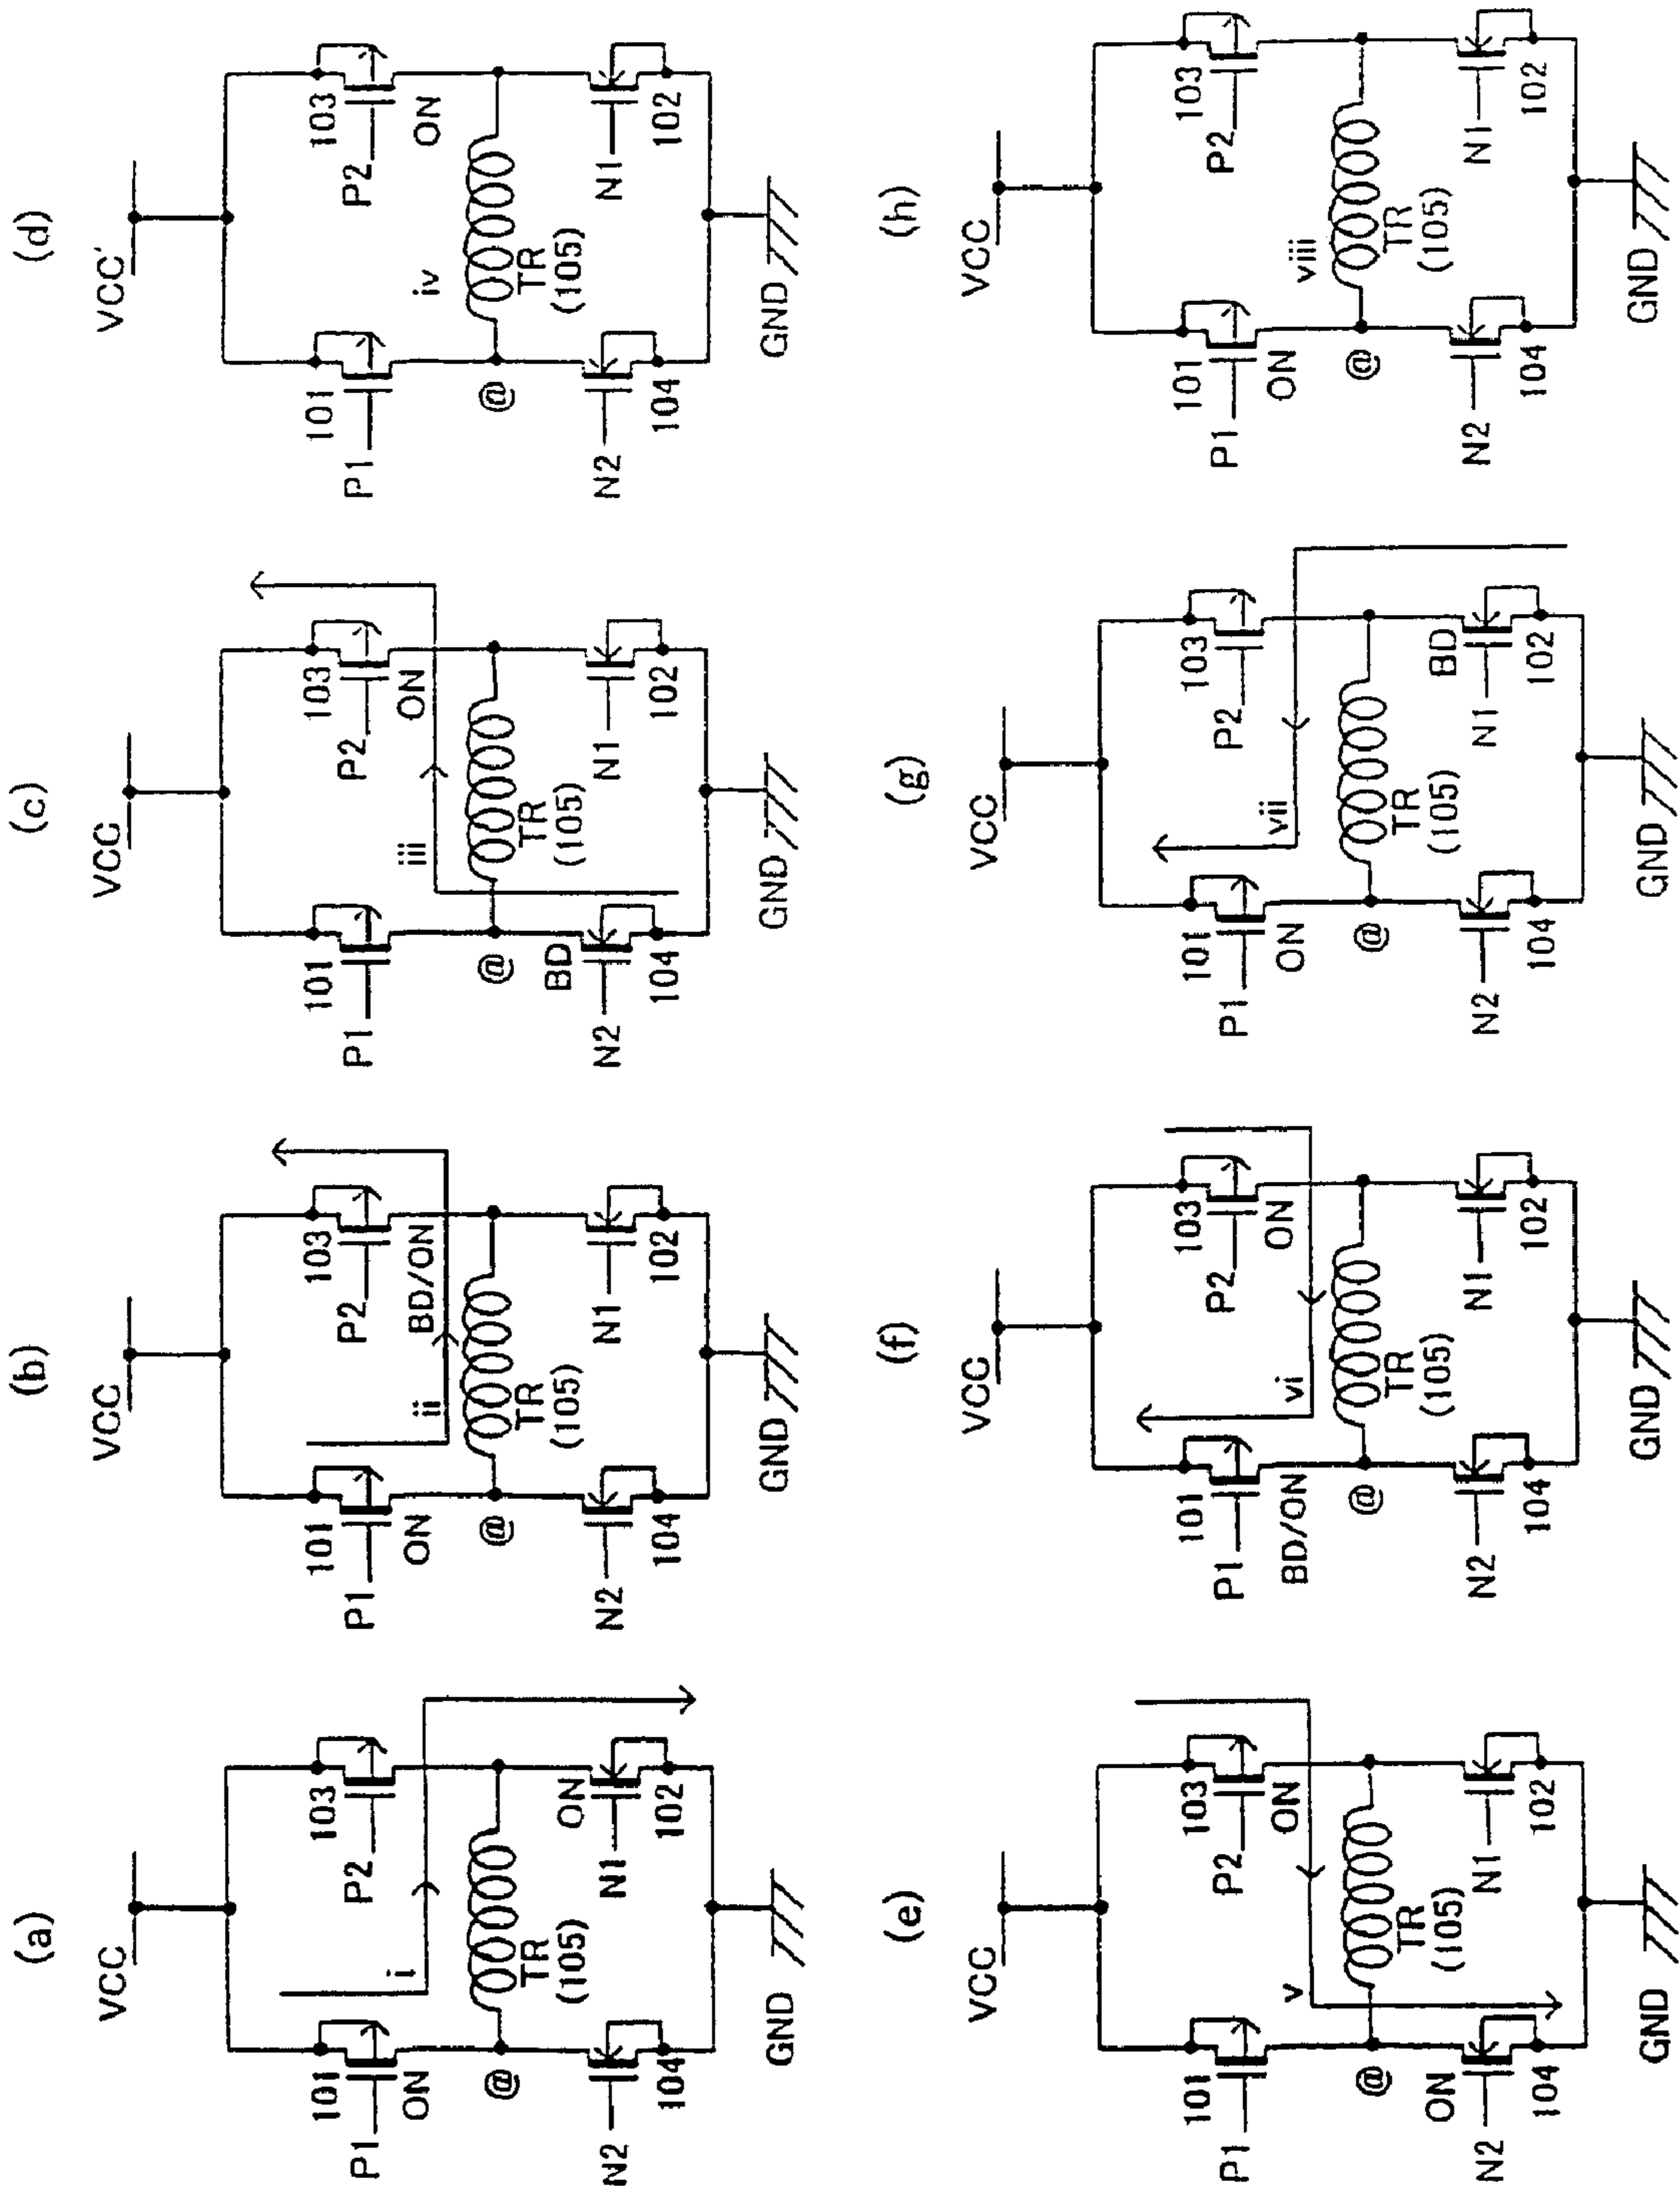 (a)
VCC
101
P1
ON
103
P2
i
@
TR
(105)
ON
N2
104
N1
102
GND
(b)
VCC
101
P1
ON
103
P2
BD/ON
ii
@
TR
(105)
N2
104
N1
102
GND
(c)
VCC
101
P1
103
P2
ON
iii
@
TR
(105)
BD
N2
104
N1
102
GND
(d)
VCC'
101
P1
103
P2
ON
iv
@
TR
(105)
N2
104
N1
102
GND
(e)
VCC
101
P1
103
P2
ON
v
@
TR
(105)
ON
N2
104
N1
102
GND
(f)
VCC
101
P1
BD/ON
103
P2
ON
vi
@
TR
(105)
N2
104
N1
102
GND
(g)
VCC
101
P1
ON
103
P2
vii
@
TR
(105)
BD
N2
104
N1
102
GND
(h)
VCC
101
P1
ON
103
P2
viii
@
TR
(105)
N2
104
N1
102
GND